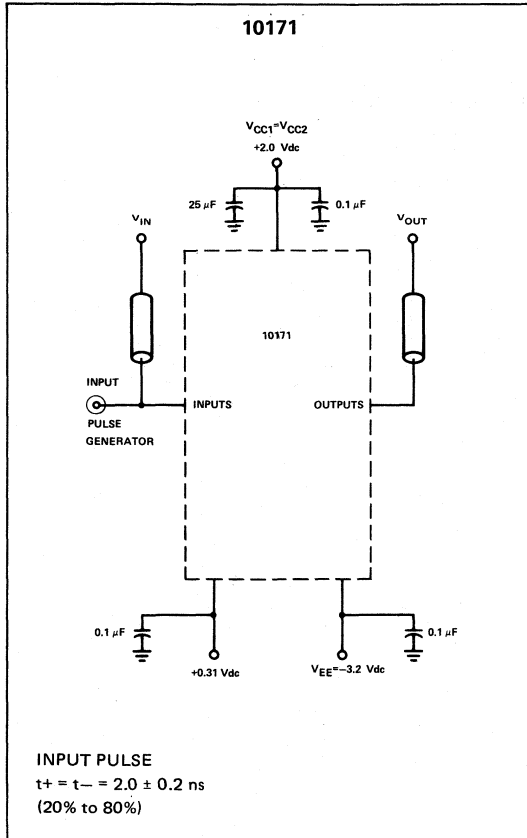 10171
VCC1=VCC2
+2.0 Vdc
25 μF
0.1 μF
VIN
VOUT
10171
INPUT
PULSE
GENERATOR
INPUTS
OUTPUTS
0.1 μF
0.1 μF
+0.31 Vdc
VEE=−3.2 Vdc
INPUT PULSE
t+ = t− = 2.0 ± 0.2 ns
(20% to 80%)